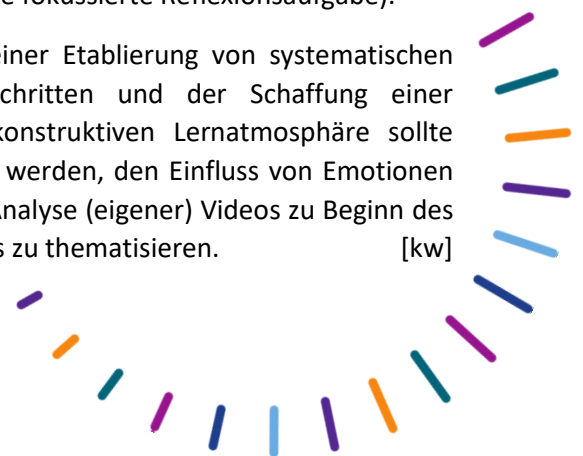 fokussierte Reflexionsaufgabe).
einer Etablierung von systematischen
und der Schaffung einer
konstruktiven Lernatmosphäre sollte
werden, den Einfluss von Emotionen
Analyse (eigener) Videos zu Beginn des
zu thematisieren. [kw]